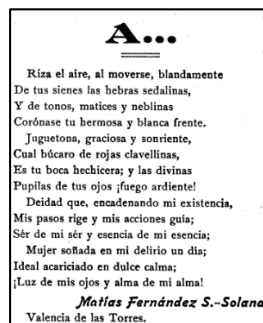 A...
Riza el aire, al moverse, blandamente
De tus sienes las hebras sedalinas,
Y de tonos, matices y neblinas
Corónase tu hermosa y blanca frente.
Juguetona, graciosa y sonriente,
Cual búcaro de rojas clavellinas,
Es tu boca hechicera; y las divinas
Pupilas de tus ojos ¡fuego ardiente!
Deidad que, encadenando mi existencia,
Mis pasos rige y mis acciones guía;
Sér de mi sér y esencia de mi esencia;
Mujer soñada en mi delirio un día;
Ideal acariciado en dulce calma;
¡Luz de mis ojos y alma de mi alma!
Matías Fernández S.-Solana
Valencia de las Torres.